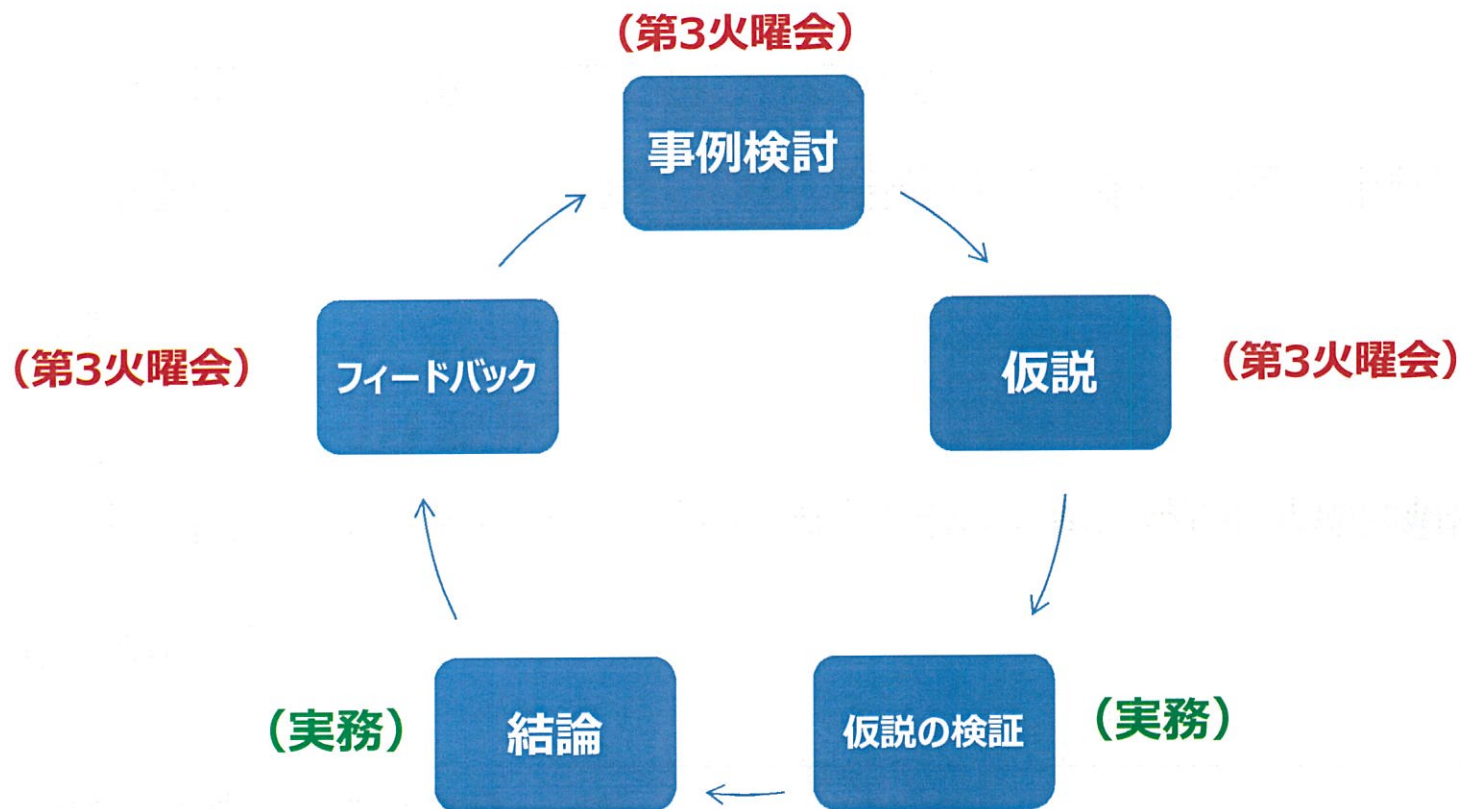 （第3火曜会）
事例検討
（第3火曜会）
フィードバック
仮説
（第3火曜会）
（実務）
結論
仮説の検証
（実務）